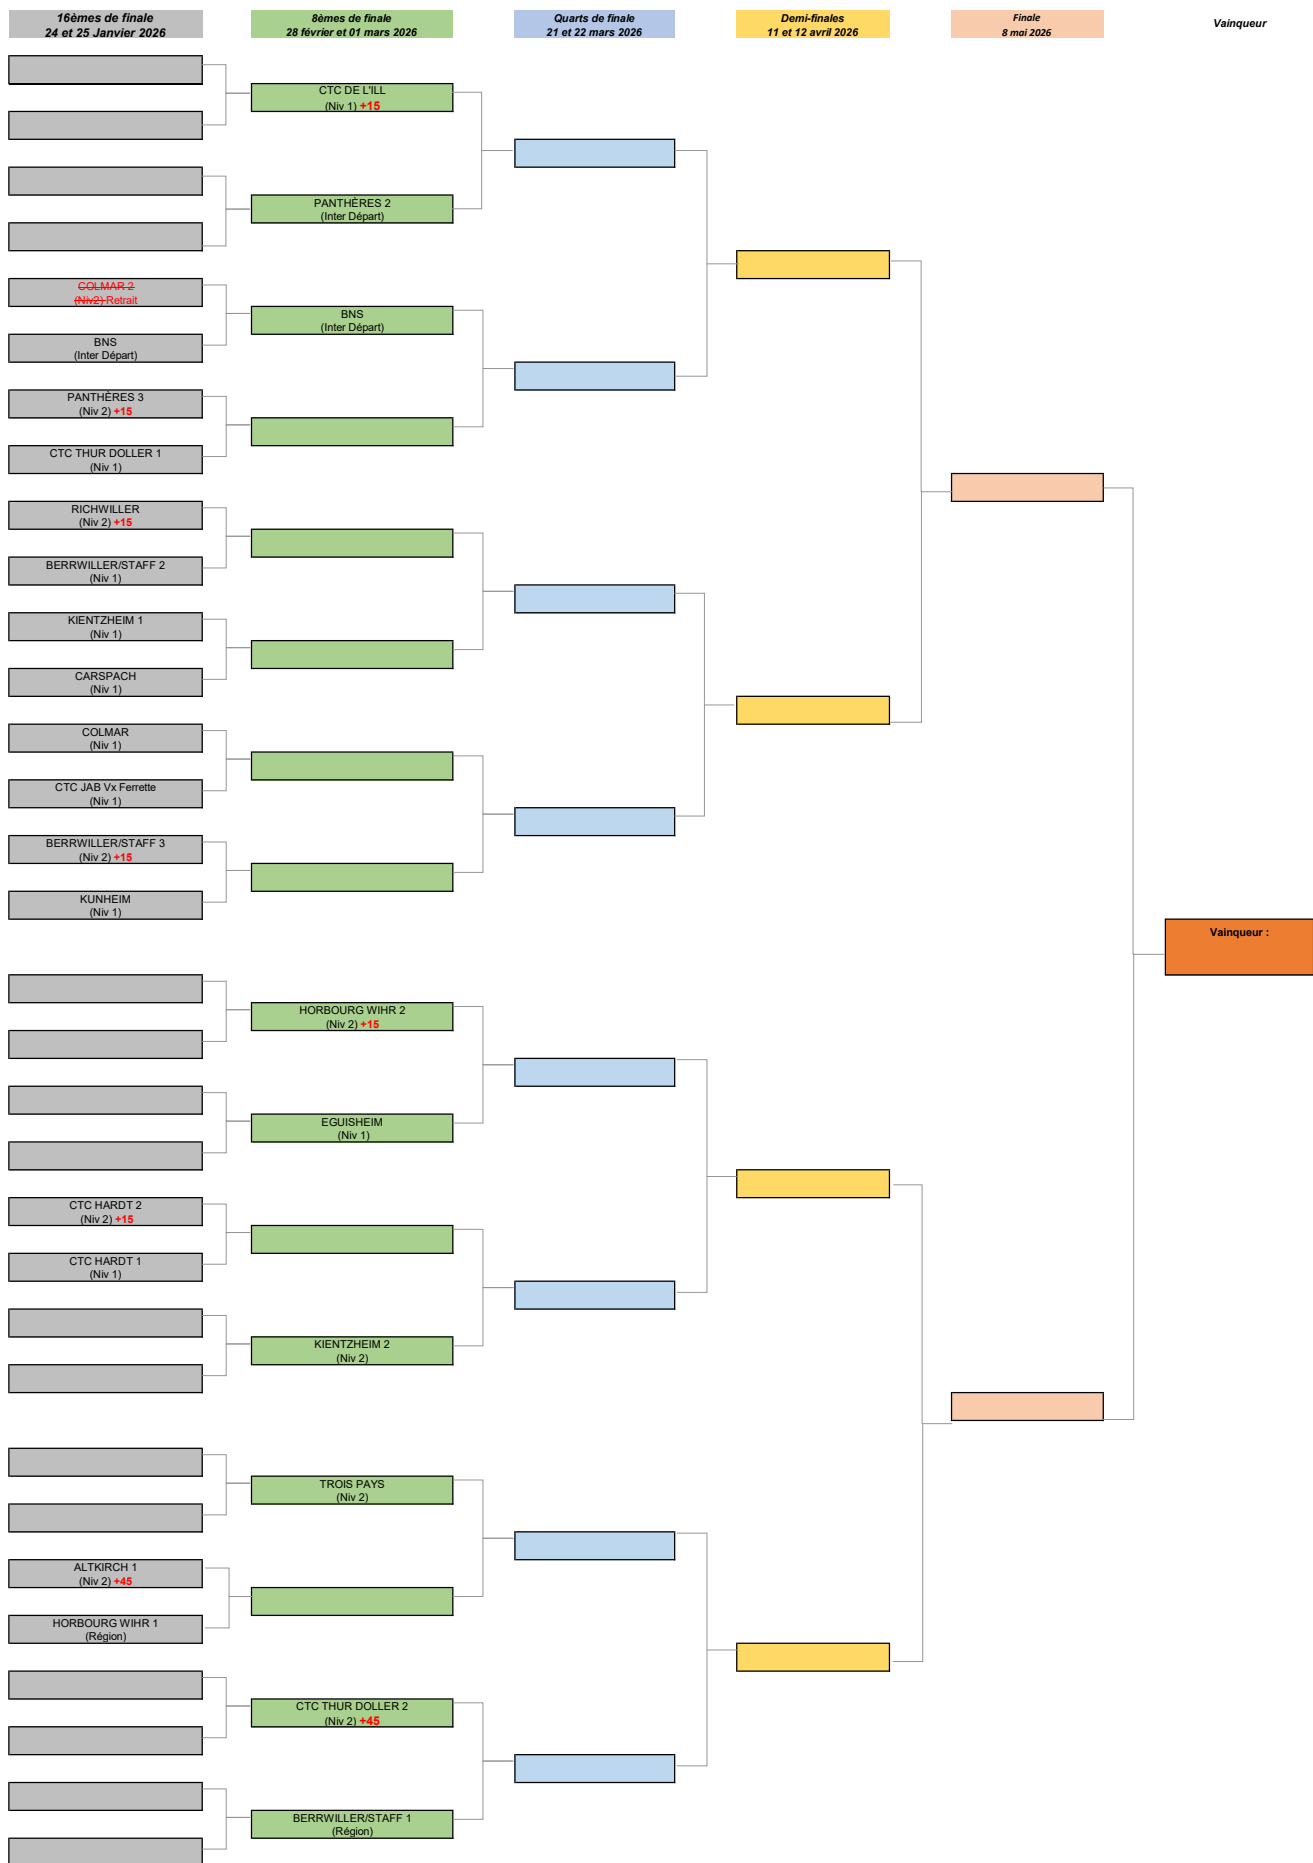 16èmes de finale
24 et 25 Janvier 2026
8èmes de finale
28 février et 01 mars 2026
Quarts de finale
21 et 22 mars 2026
Demi-finales
11 et 12 avril 2026
Finale
8 mai 2026
Vainqueur
CTC DE L'ILL
(Niv 1) +15
PANTHÈRES 2
(Inter Départ)
COLMAR 2
(Niv2) Retrait
BNS
(Inter Départ)
BNS
(Inter Départ)
PANTHÈRES 3
(Niv 2) +15
CTC THUR DOLLER 1
(Niv 1)
RICHWILLER
(Niv 2) +15
BERRWILLER/STAFF 2
(Niv 1)
KIENTZHEIM 1
(Niv 1)
CARSPACH
(Niv 1)
COLMAR
(Niv 1)
CTC JAB Vx Ferrette
(Niv 1)
BERRWILLER/STAFF 3
(Niv 2) +15
KUNHEIM
(Niv 1)
Vainqueur :
HORBOURG WIHR 2
(Niv 2) +15
EGUISHEIM
(Niv 1)
CTC HARDT 2
(Niv 2) +15
CTC HARDT 1
(Niv 1)
KIENTZHEIM 2
(Niv 2)
TROIS PAYS
(Niv 2)
ALTKIRCH 1
(Niv 2) +45
HORBOURG WIHR 1
(Région)
CTC THUR DOLLER 2
(Niv 2) +45
BERRWILLER/STAFF 1
(Région)